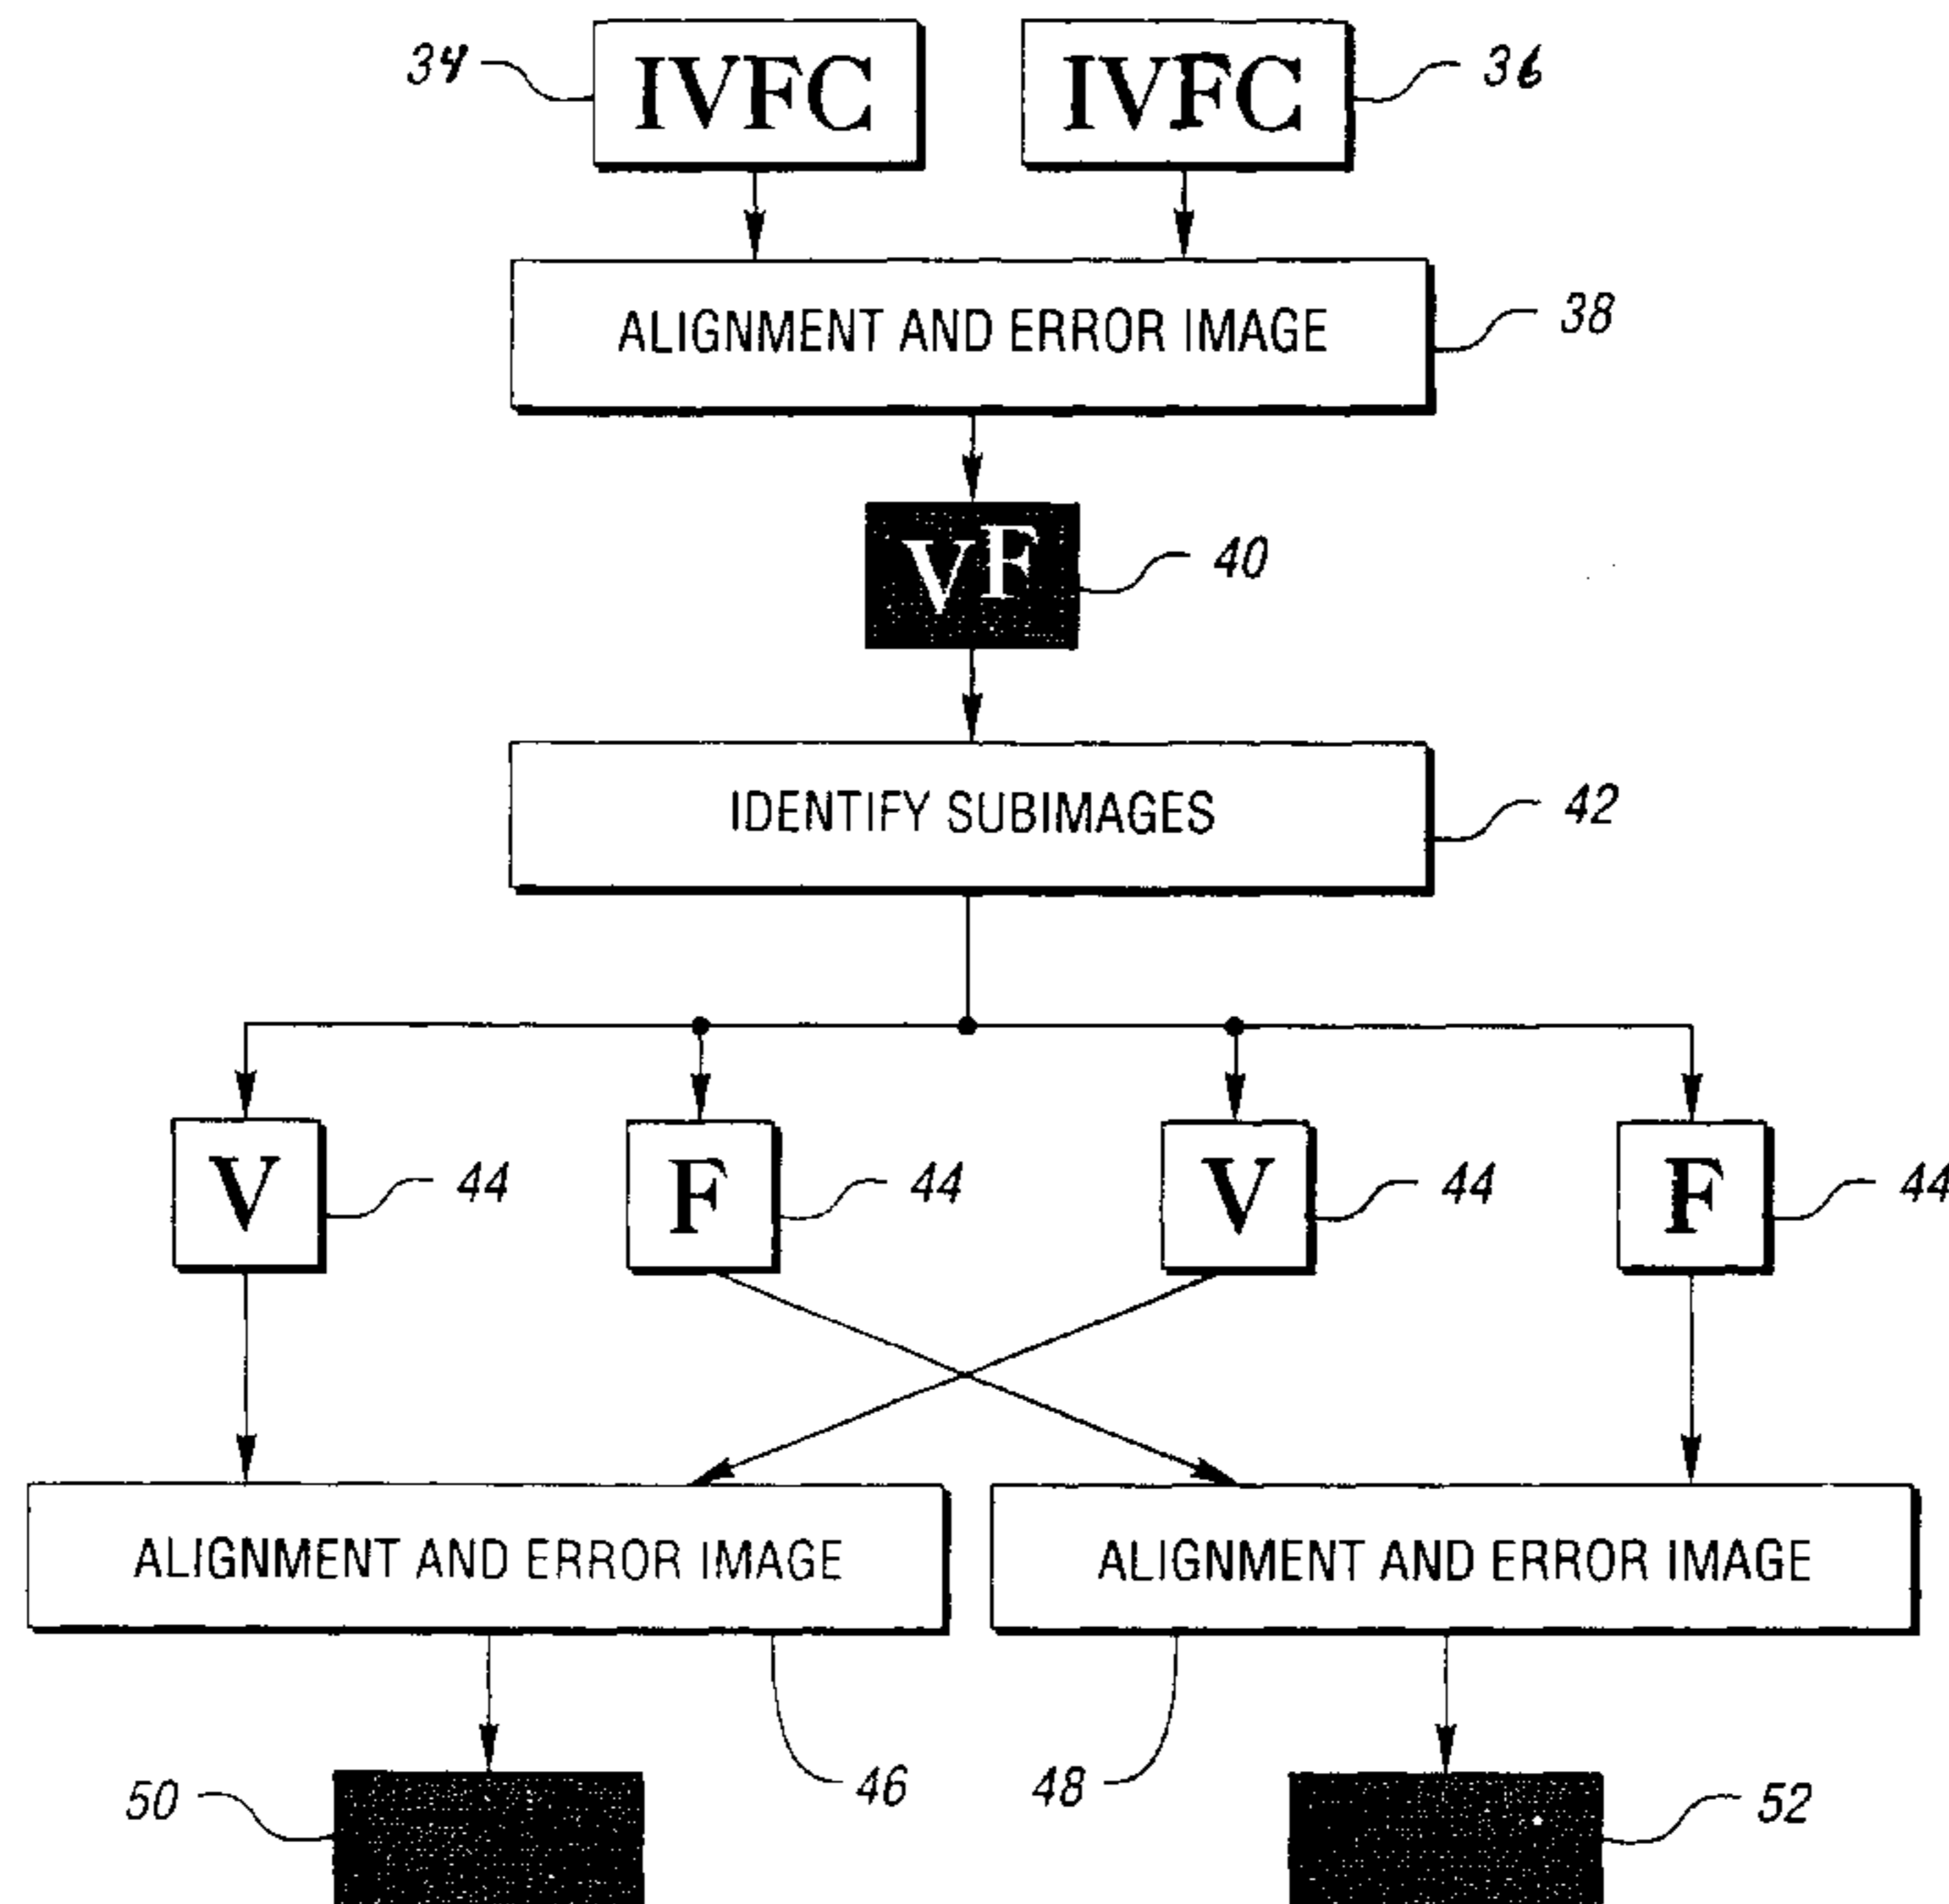 34 IVFC IVFC 36
ALIGNMENT AND ERROR IMAGE 38
VF 40
IDENTIFY SUBIMAGES 42
V 44 F 44 V 44 F 44
ALIGNMENT AND ERROR IMAGE ALIGNMENT AND ERROR IMAGE
50 46 48 52